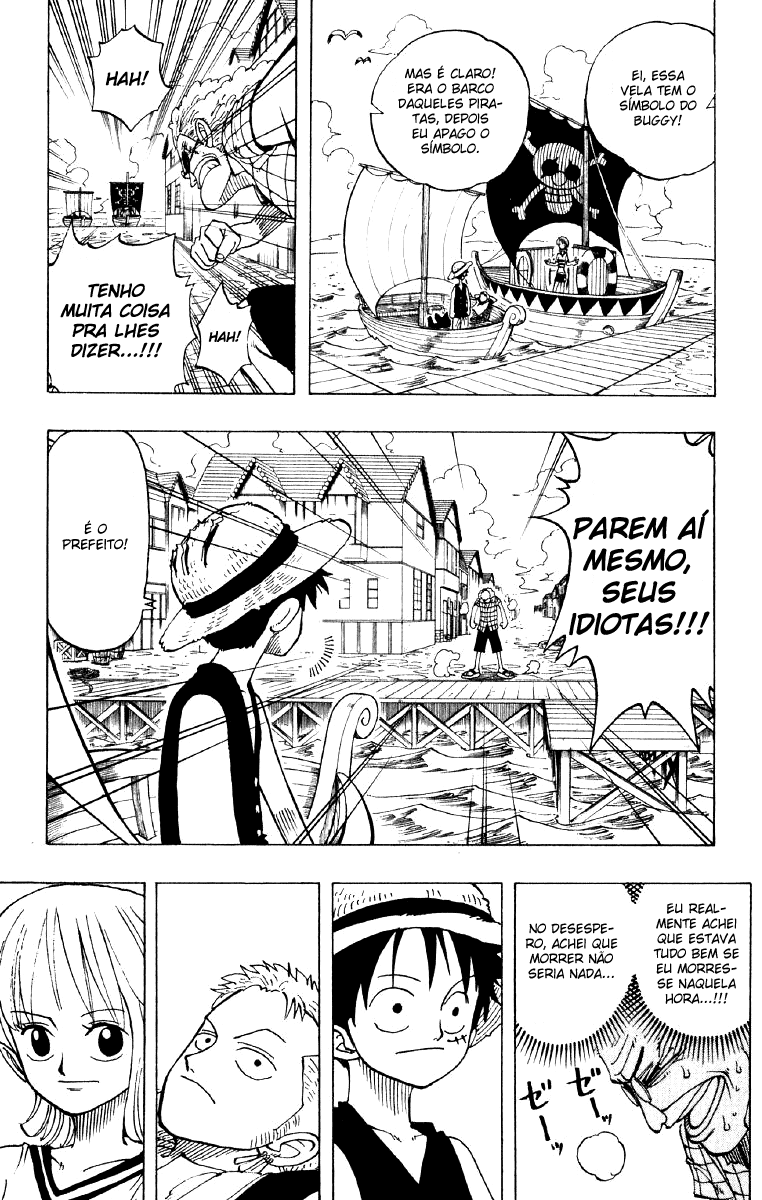 EI, ESSA
VELA TEM O
SÍMBOLO DO
BUGGY!
MAS É CLARO!
ERA O BARCO
DAQUELES PIRA-
TAS, DEPOIS
EU APAGO O
SÍMBOLO.
HAH!
HAH!
TENHO
MUITA COISA
PRA LHES
DIZER...!!!
PAREM AÍ
MESMO,
SEUS
IDIOTAS!!!
É O
PREFEITO!
EU REAL-
MENTE ACHEI
QUE ESTAVA
TUDO BEM SE
EU MORRES-
SE NAQUELA
HORA...!!!
NO DESESPE-
RO, ACHEI QUE
MORRER NÃO
SERIA NADA...
ゼーッ
ゼーッ